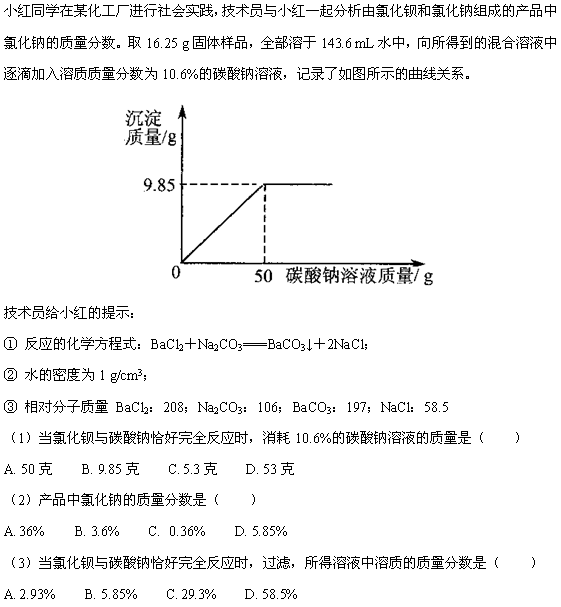 小红同学在某化工厂进行社会实践，技术员与小红一起分析由氯化钡和氯化钠组成的产品中
氯化钠的质量分数。取 16.25 g 固体样品，全部溶于 143.6 mL 水中，向所得到的混合溶液中
逐滴加入溶质质量分数为 10.6%的碳酸钠溶液，记录了如图所示的曲线关系。
沉淀
质量/g
9.85
0
50
碳酸钠溶液质量/ g
技术员给小红的提示：
① 反应的化学方程式：BaCl₂＋Na₂CO₃═══BaCO₃↓＋2NaCl；
② 水的密度为 1 g/cm³；
③ 相对分子质量 BaCl₂：208；Na₂CO₃：106；BaCO₃：197；NaCl：58.5
（1）当氯化钡与碳酸钠恰好完全反应时，消耗 10.6%的碳酸钠溶液的质量是（　　）
A. 50 克　　B. 9.85 克　　C. 5.3 克　　D. 53 克
（2）产品中氯化钠的质量分数是（　　）
A. 36%　　B. 3.6%　　C. 0.36%　　D. 5.85%
（3）当氯化钡与碳酸钠恰好完全反应时，过滤，所得溶液中溶质的质量分数是（　　）
A. 2.93%　　B. 5.85%　　C. 29.3%　　D. 58.5%